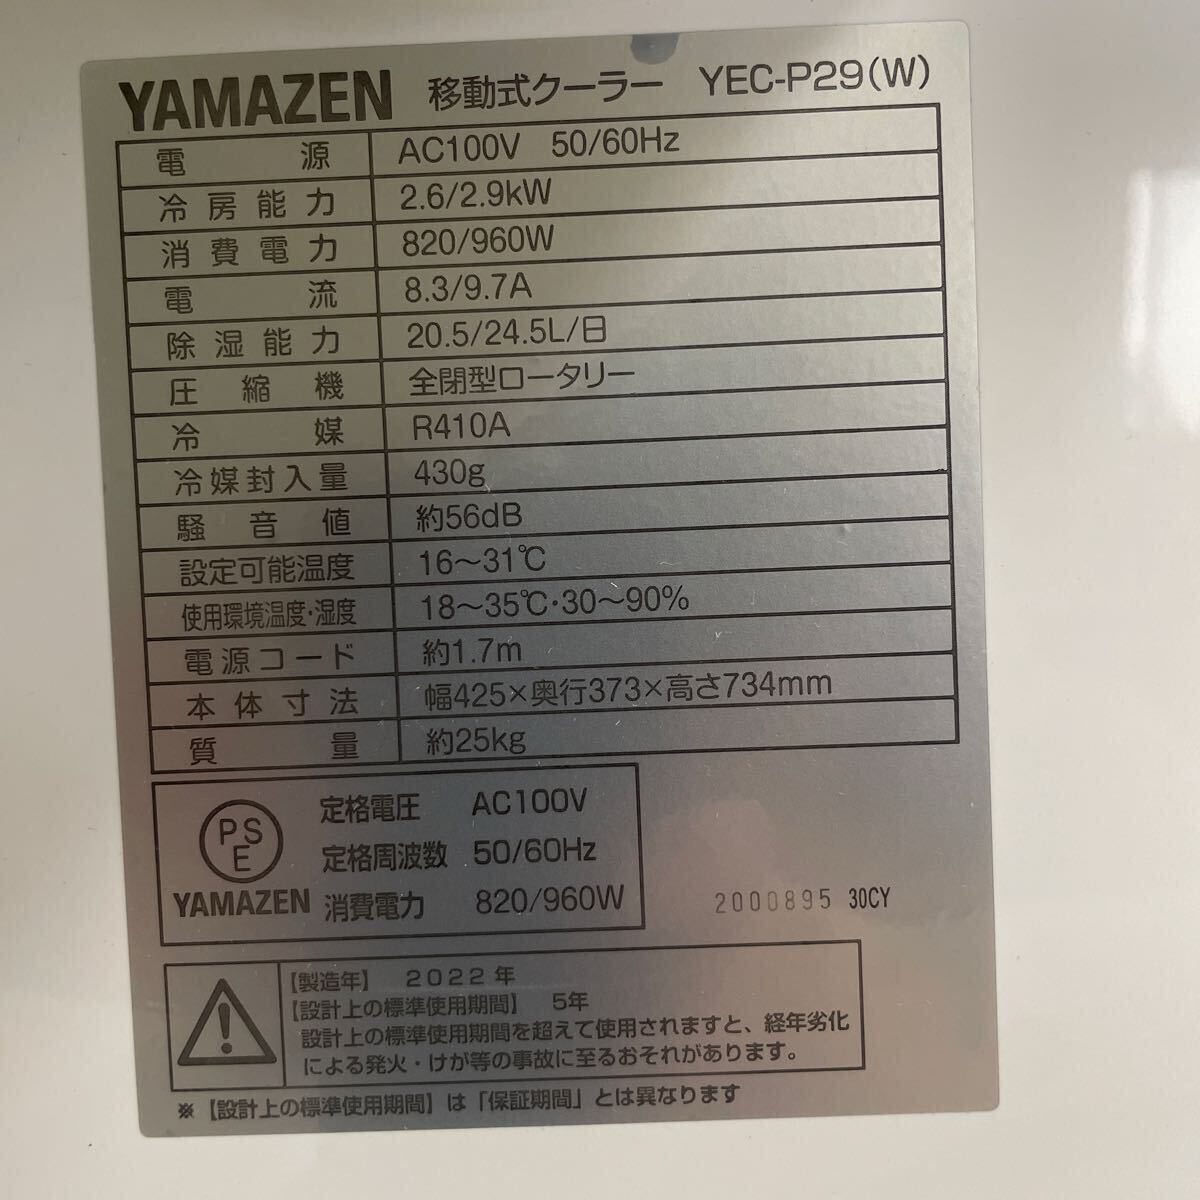 YAMAZEN 移動式クーラー YEC-P29(W)
電源 AC100V 50/60Hz
冷房能力 2.6/2.9kW
消費電力 820/960W
電流 8.3/9.7A
除湿能力 20.5/24.5L/日
圧縮機 全閉型ロータリー
冷媒 R410A
冷媒封入量 430g
騒音値 約56dB
設定可能温度 16〜31℃
使用環境温度・湿度 18〜35℃・30〜90%
電源コード 約1.7m
本体寸法 幅425×奥行373×高さ734mm
質量 約25kg
PSE
YAMAZEN
定格電圧 AC100V
定格周波数 50/60Hz
消費電力 820/960W
2000895 30CY
【製造年】 2022年
【設計上の標準使用期間】 5年
設計上の標準使用期間を超えて使用されますと、経年劣化
による発火・けが等の事故に至るおそれがあります。
※【設計上の標準使用期間】は「保証期間」とは異なります